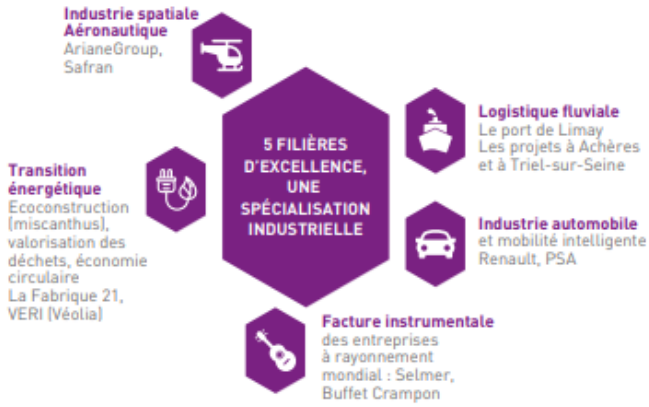 Industrie spatiale
Aéronautique
ArianeGroup,
Safran
5 FILIÈRES
D'EXCELLENCE,
UNE
SPÉCIALISATION
INDUSTRIELLE
Logistique fluviale
Le port de Limay
Les projets à Achères
et à Triel-sur-Seine
Transition
énergétique
Ecoconstruction
(miscanthus),
valorisation des
déchets, économie
circulaire
La Fabrique 21,
VERI (Véolia)
Industrie automobile
et mobilité intelligente
Renault, PSA
Facture instrumentale
des entreprises
à rayonnement
mondial : Selmer,
Buffet Crampon